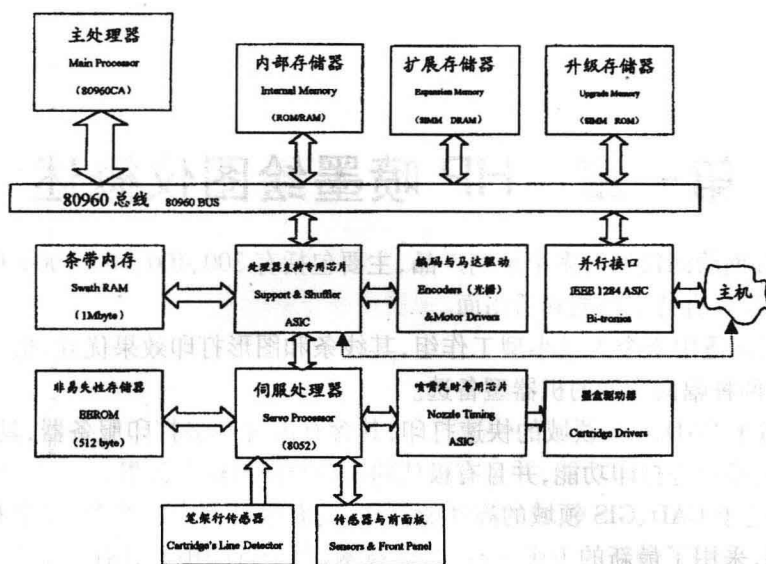 主处理器
Main Processor
(80960CA)
内部存储器
Internal Memory
(ROM/RAM)
扩展存储器
Expansion Memory
(SIMM DRAM)
升级存储器
Upgrade Memory
(SIMM ROM)
80960 总线 80960 BUS
条带内存
Swath RAM
(1Mbyte)
处理器支持专用芯片
Support & Shuffler
ASIC
编码与马达驱动
Encoders (光栅)
&Motor Drivers
并行接口
IEEE 1284 ASIC
Bi-tronics
主机
非易失性存储器
EEROM
(512 byte)
伺服处理器
Servo Processor
(8052)
喷嘴定时专用芯片
Nozzle Timing
ASIC
墨盒驱动器
Cartridge Drivers
笔架行传感器
Cartridge's Line Detector
传感器与前面板
Sensors & Front Panel